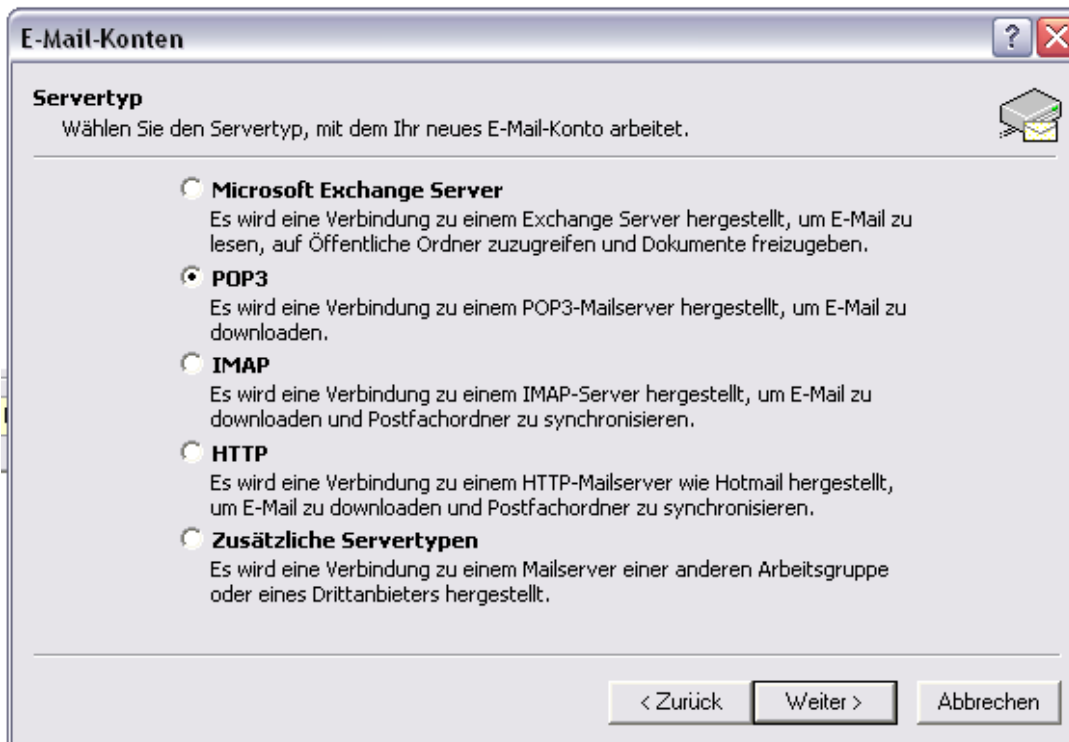 E-Mail-Konten
Servertyp
Wählen Sie den Servertyp, mit dem Ihr neues E-Mail-Konto arbeitet.
Microsoft Exchange Server
Es wird eine Verbindung zu einem Exchange Server hergestellt, um E-Mail zu
lesen, auf Öffentliche Ordner zuzugreifen und Dokumente freizugeben.
POP3
Es wird eine Verbindung zu einem POP3-Mailserver hergestellt, um E-Mail zu
downloaden.
IMAP
Es wird eine Verbindung zu einem IMAP-Server hergestellt, um E-Mail zu
downloaden und Postfachordner zu synchronisieren.
HTTP
Es wird eine Verbindung zu einem HTTP-Mailserver wie Hotmail hergestellt,
um E-Mail zu downloaden und Postfachordner zu synchronisieren.
Zusätzliche Servertypen
Es wird eine Verbindung zu einem Mailserver einer anderen Arbeitsgruppe
oder eines Drittanbieters hergestellt.
< Zurück Weiter > Abbrechen